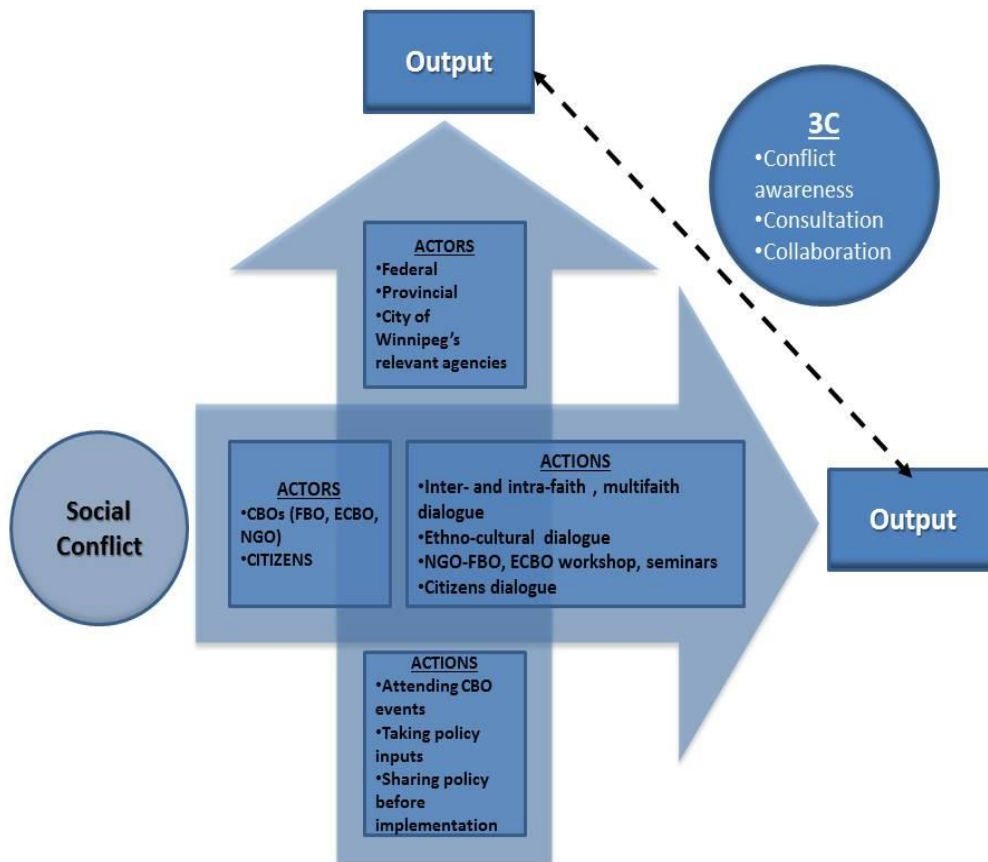 Output
3C
•Conflict
awareness
•Consultation
•Collaboration
ACTORS
•Federal
•Provincial
•City of
Winnipeg's
relevant agencies
Social
Conflict
ACTORS
•CBOs (FBO, ECBO,
NGO)
•CITIZENS
ACTIONS
•Inter- and intra-faith , multifaith
dialogue
•Ethno-cultural dialogue
•NGO-FBO, ECBO workshop, seminars
•Citizens dialogue
Output
ACTIONS
•Attending CBO
events
•Taking policy
inputs
•Sharing policy
before
implementation